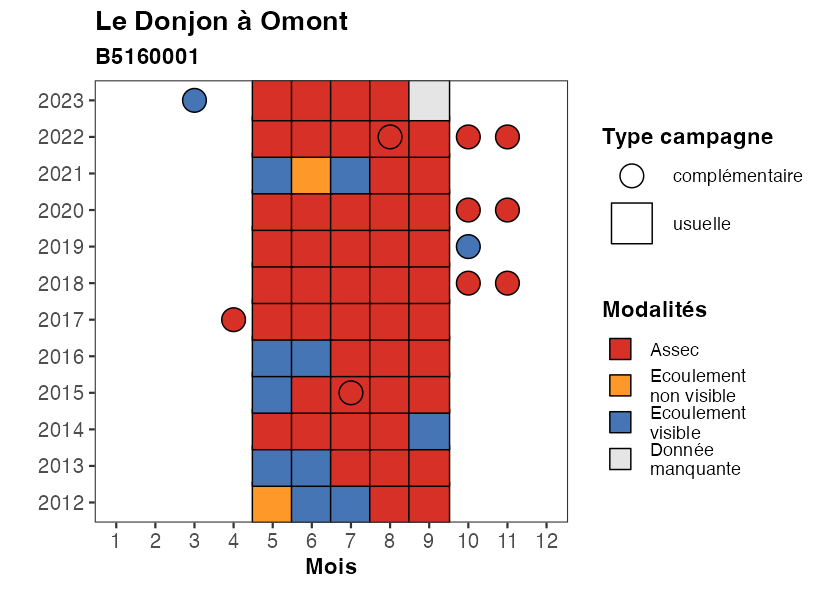 Le Donjon à Omont
B5160001
2023
2022
2021
2020
2019
2018
2017
2016
2015
2014
2013
2012
1 2 3 4 5 6 7 8 9 10 11 12
Mois
Type campagne
complémentaire
usuelle
Modalités
Assec
Ecoulement
non visible
Ecoulement
visible
Donnée
manquante